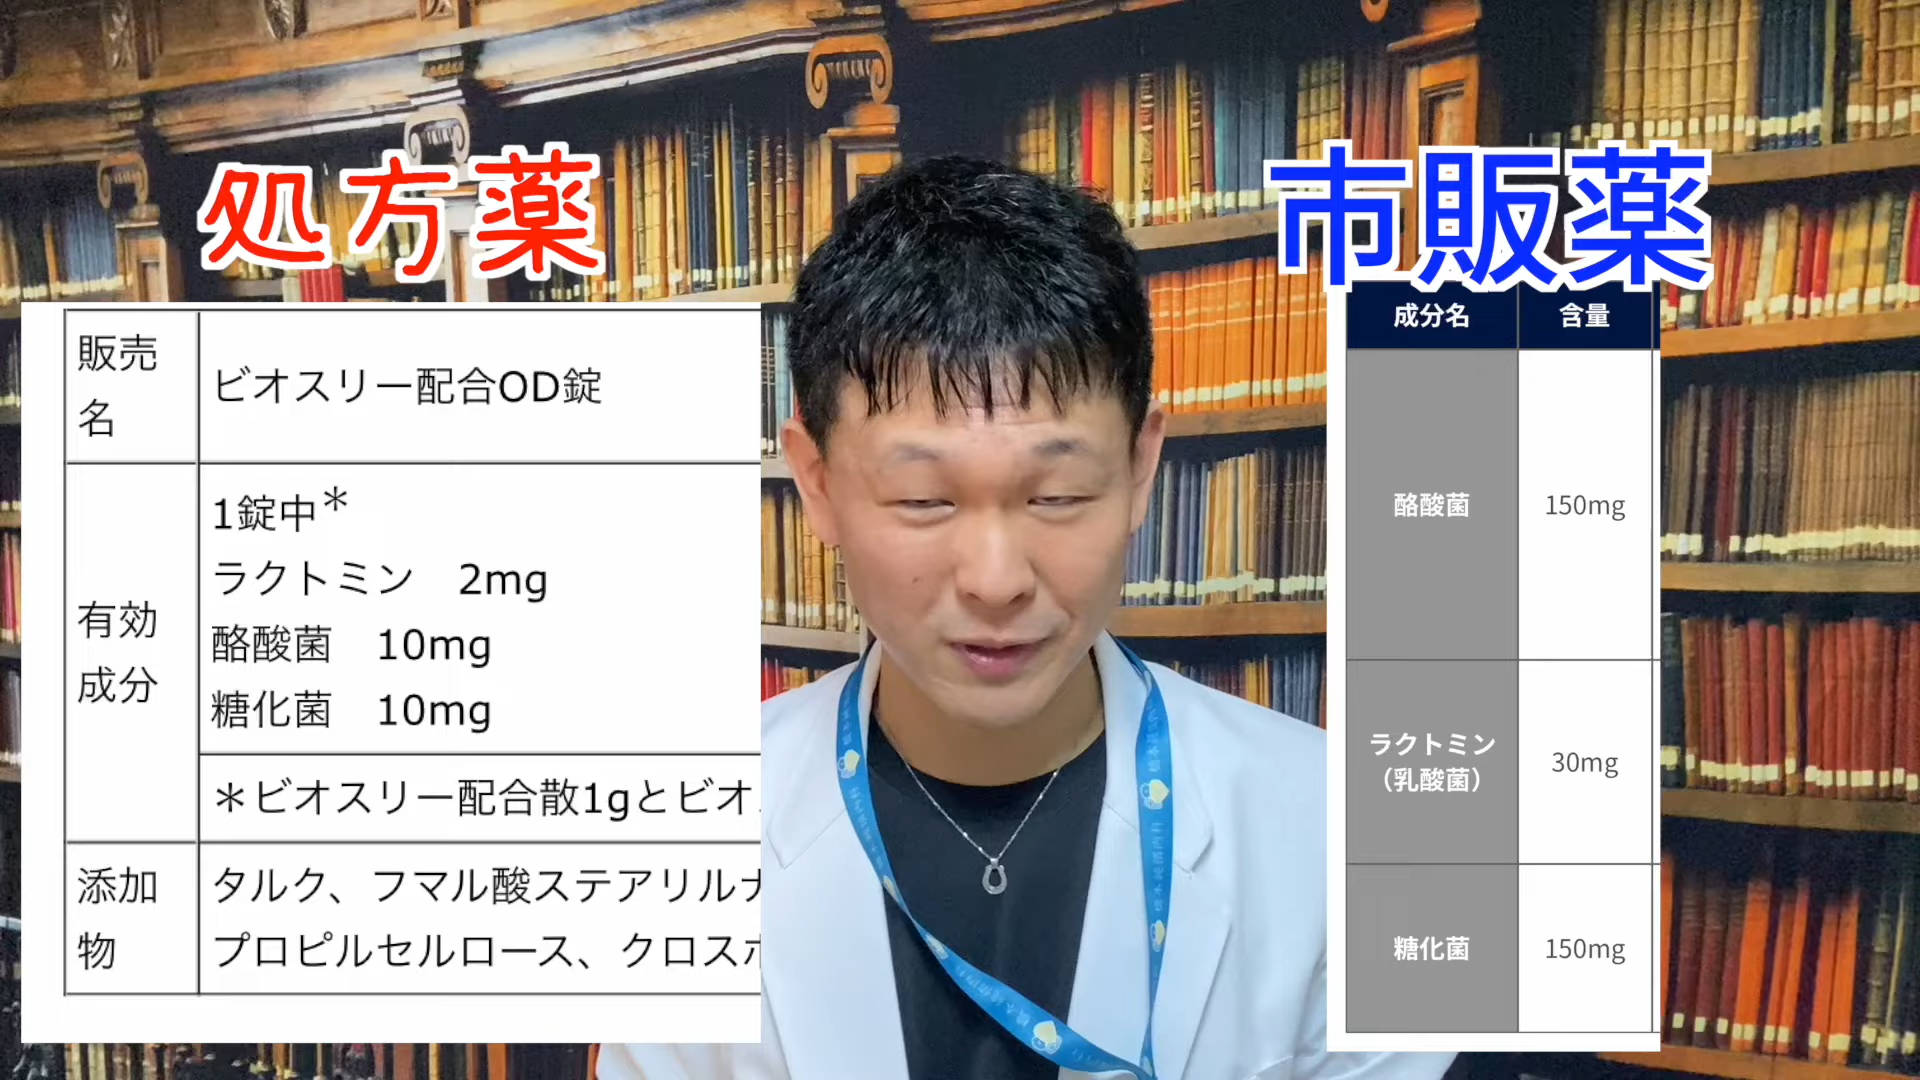 処方薬
市販薬
販売名
ビオスリー配合OD錠
有効成分
1錠中*
ラクトミン 2mg
酪酸菌 10mg
糖化菌 10mg
*ビオスリー配合散1gとビオ
添加物
タルク、フマル酸ステアリルナ
プロピルセルロース、クロスポ
成分名 含量
酪酸菌 150mg
ラクトミン
(乳酸菌) 30mg
糖化菌 150mg